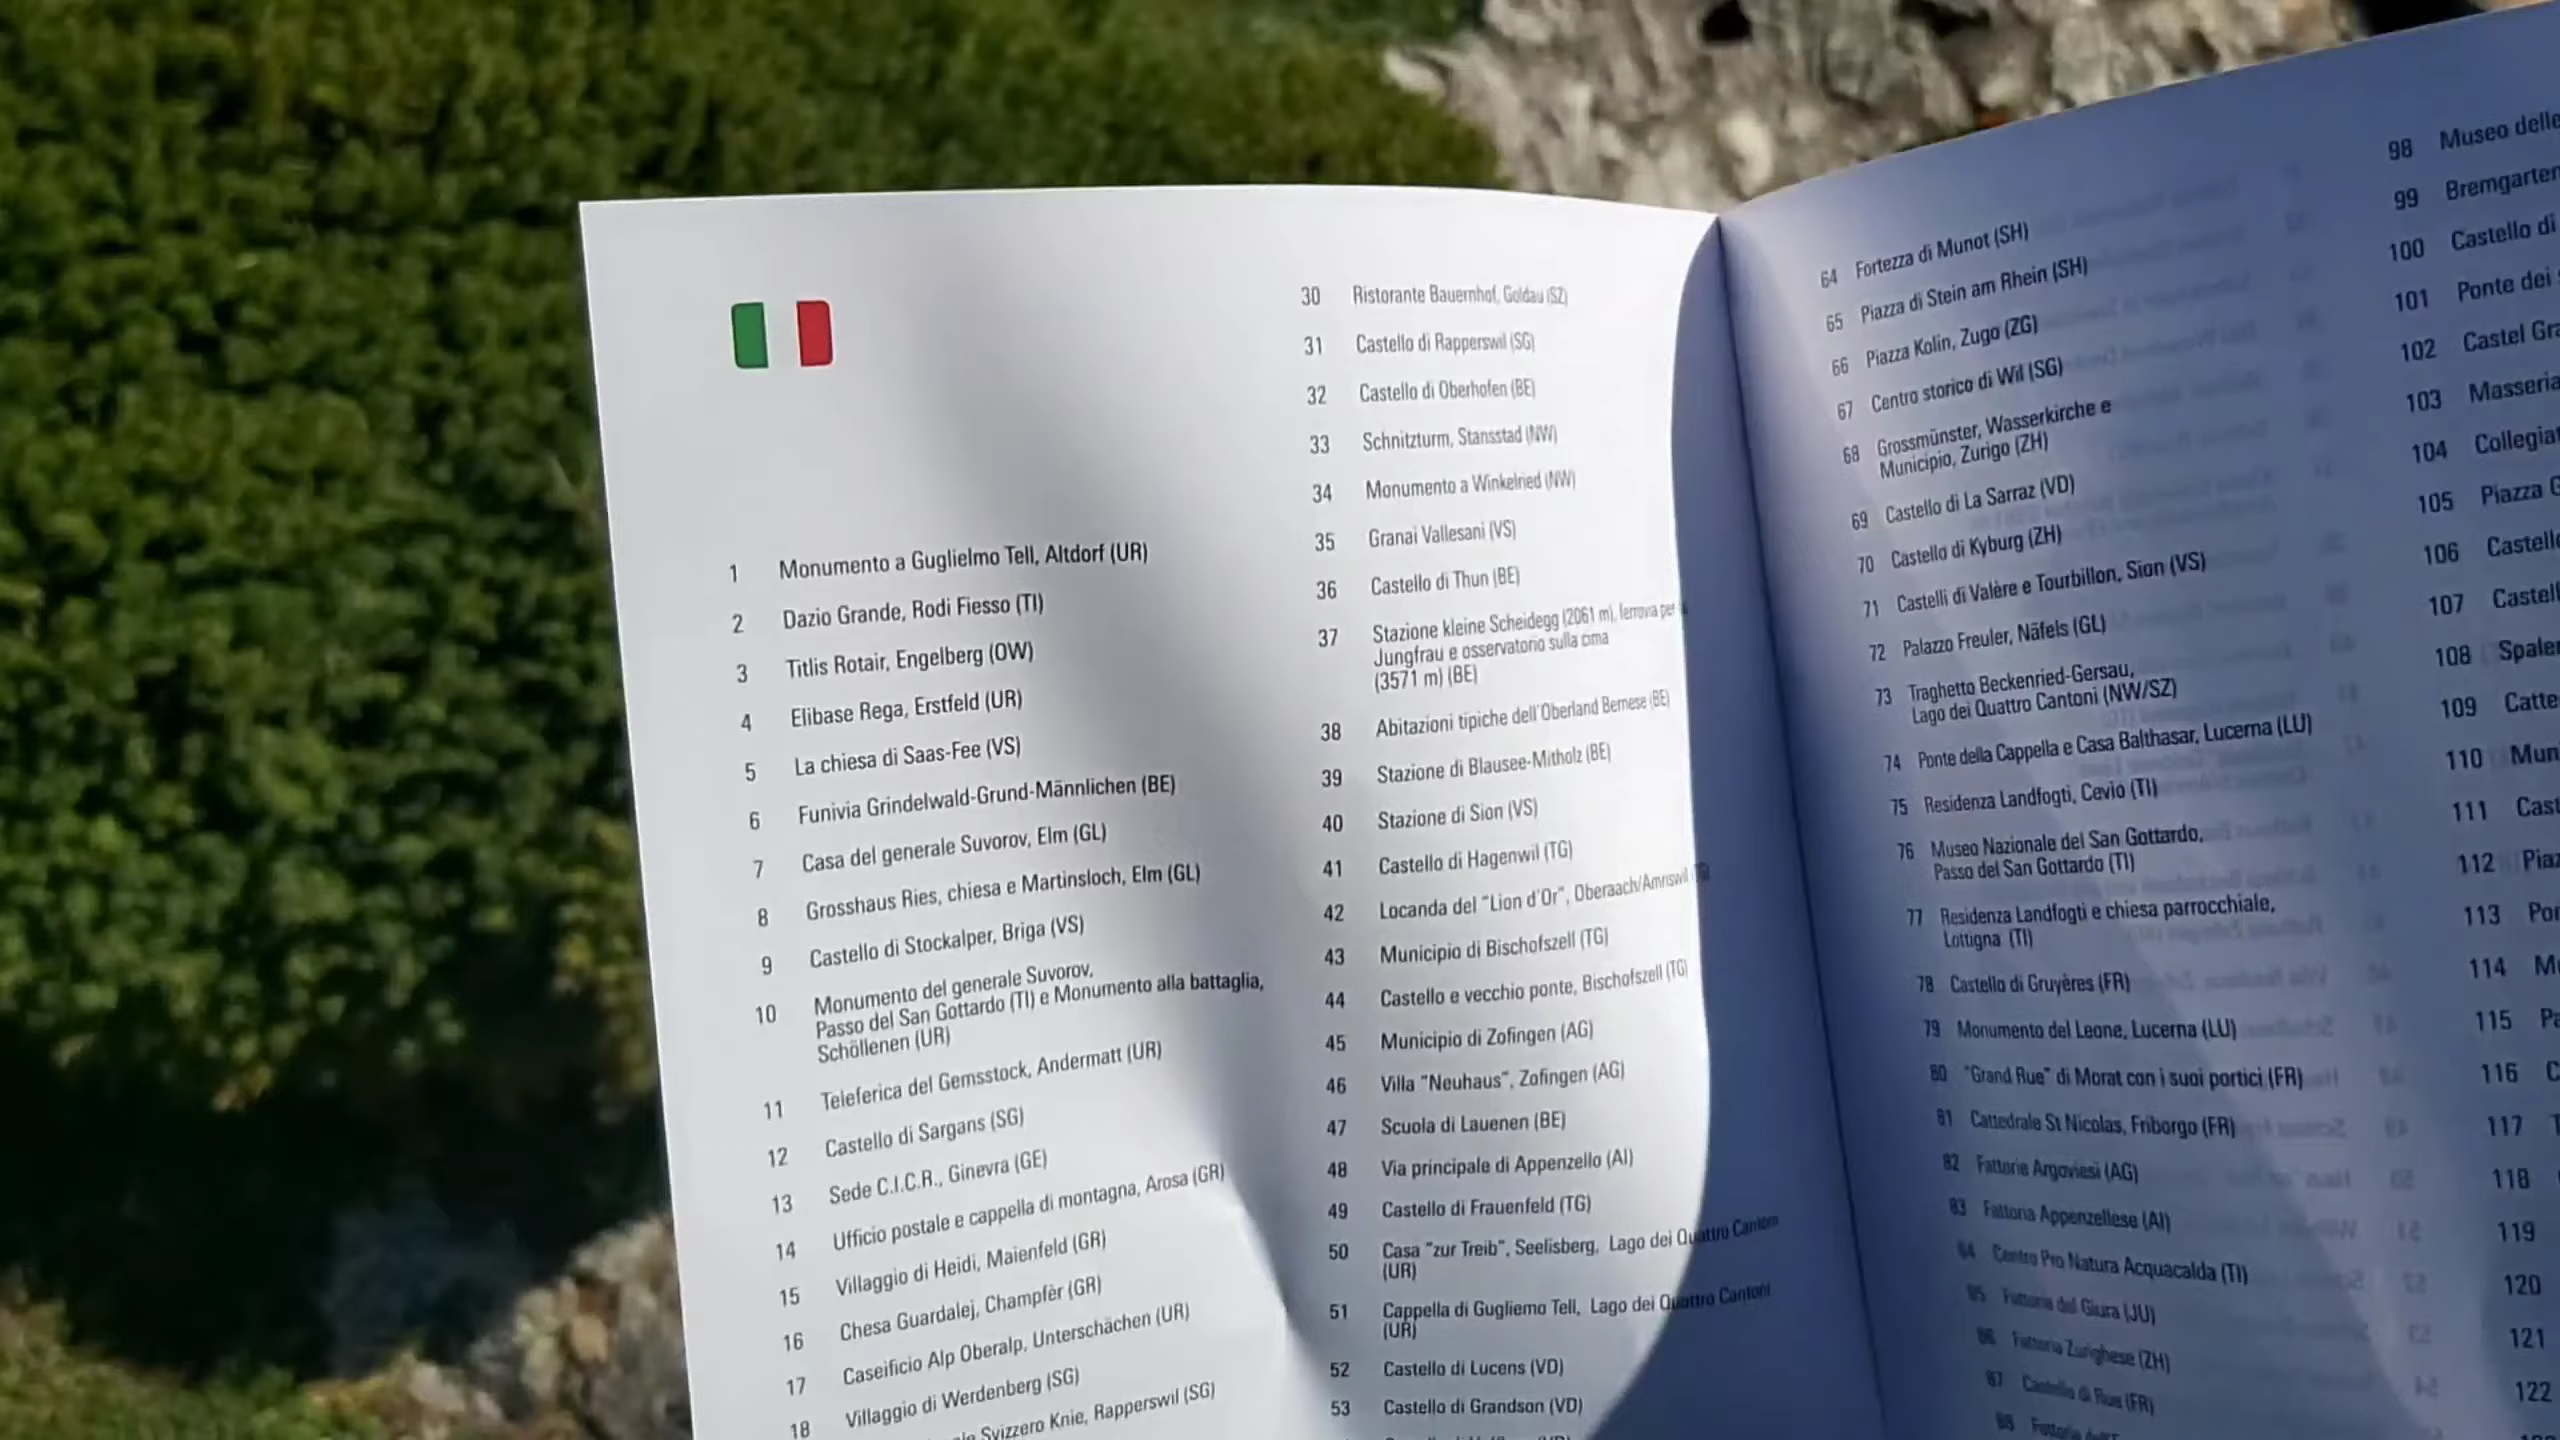 1 Monumento a Guglielmo Tell, Altdorf (UR)
2 Dazio Grande, Rodi Fiesso (TI)
3 Titlis Rotair, Engelberg (OW)
4 Elibase Rega, Erstfeld (UR)
5 La chiesa di Saas-Fee (VS)
6 Funivia Grindelwald-Grund-Männlichen (BE)
7 Casa del generale Suvorov, Elm (GL)
8 Grosshaus Ries, chiesa e Martinsloch, Elm (GL)
9 Castello di Stockalper, Briga (VS)
10 Monumento del generale Suvorov,
Passo del San Gottardo (TI) e Monumento alla battaglia,
Schöllenen (UR)
11 Teleferica del Gemsstock, Andermatt (UR)
12 Castello di Sargans (SG)
13 Sede C.I.C.R., Ginevra (GE)
14 Ufficio postale e cappella di montagna, Arosa (GR)
15 Villaggio di Heidi, Maienfeld (GR)
16 Chesa Guardalej, Champfèr (GR)
17 Caseificio Alp Oberalp, Unterschächen (UR)
18 Villaggio di Werdenberg (SG)
Svizzero Knie, Rapperswil (SG)
30 Ristorante Bauernhof, Goldau (SZ)
31 Castello di Rapperswil (SG)
32 Castello di Oberhofen (BE)
33 Schnitzturm, Stansstad (NW)
34 Monumento a Winkelried (NW)
35 Granai Vallesani (VS)
36 Castello di Thun (BE)
37 Stazione kleine Scheidegg (2061 m), ferrovia per
Jungfrau e osservatorio sulla cima
(3571 m) (BE)
38 Abitazioni tipiche dell'Oberland Bernese (BE)
39 Stazione di Blausee-Mitholz (BE)
40 Stazione di Sion (VS)
41 Castello di Hagenwil (TG)
42 Locanda del "Lion d'Or", Oberaach/Amriswil (TG)
43 Municipio di Bischofszell (TG)
44 Castello e vecchio ponte, Bischofszell (TG)
45 Municipio di Zofingen (AG)
46 Villa "Neuhaus", Zofingen (AG)
47 Scuola di Lauenen (BE)
48 Via principale di Appenzello (AI)
49 Castello di Frauenfeld (TG)
50 Casa "zur Treib", Seelisberg, Lago dei Quattro Cantoni
(UR)
51 Cappella di Gugliemo Tell, Lago dei Quattro Cantoni
(UR)
52 Castello di Lucens (VD)
53 Castello di Grandson (VD)
64 Fortezza di Munot (SH)
65 Piazza di Stein am Rhein (SH)
66 Piazza Kolin, Zugo (ZG)
67 Centro storico di Wil (SG)
68 Grossmünster, Wasserkirche e
Municipio, Zurigo (ZH)
69 Castello di La Sarraz (VD)
70 Castello di Kyburg (ZH)
71 Castelli di Valère e Tourbillon, Sion (VS)
72 Palazzo Freuler, Näfels (GL)
73 Traghetto Beckenried-Gersau,
Lago dei Quattro Cantoni (NW/SZ)
74 Ponte della Cappella e Casa Balthasar, Lucerna (LU)
75 Residenza Landfogti, Cevio (TI)
76 Museo Nazionale del San Gottardo,
Passo del San Gottardo (TI)
77 Residenza Landfogti e chiesa parrocchiale,
Lottigna (TI)
78 Castello di Gruyères (FR)
79 Monumento del Leone, Lucerna (LU)
80 "Grand Rue" di Morat con i suoi portici (FR)
81 Cattedrale St Nicolas, Friborgo (FR)
82 Fattorie Argoviesi (AG)
83 Fattoria Appenzellese (AI)
84 Centro Pro Natura Acquacalda (TI)
85 Fattoria del Giura (JU)
86 Fattoria Zurighese (ZH)
87 Castello di Rue (FR)
88
98 Museo delle
99 Bremgarten
100 Castello di
101 Ponte dei
102 Castel
103 Masseria
104
105 Piazza
106
107
108
109
110
111
112
113
114
115
116
117
118
119
120
121
122